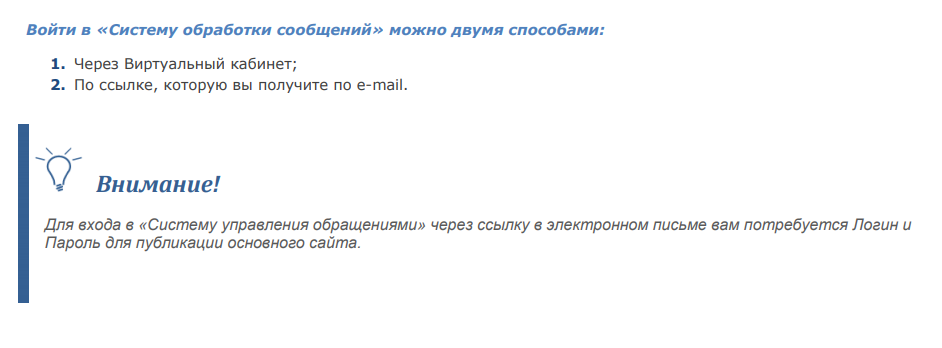 Войти в «Систему обработки сообщений» можно двумя способами:
1. Через Виртуальный кабинет;
2. По ссылке, которую вы получите по e-mail.
Внимание!
Для входа в «Систему управления обращениями» через ссылку в электронном письме вам потребуется Логин и
Пароль для публикации основного сайта.